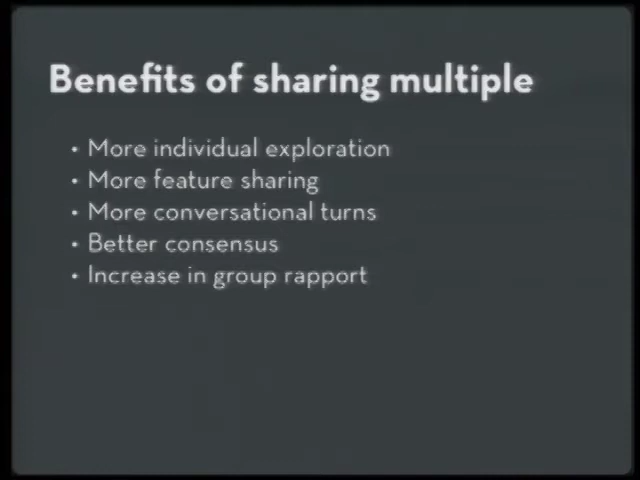 Benefits of sharing multiple
• More individual exploration
• More feature sharing
• More conversational turns
• Better consensus
• Increase in group rapport